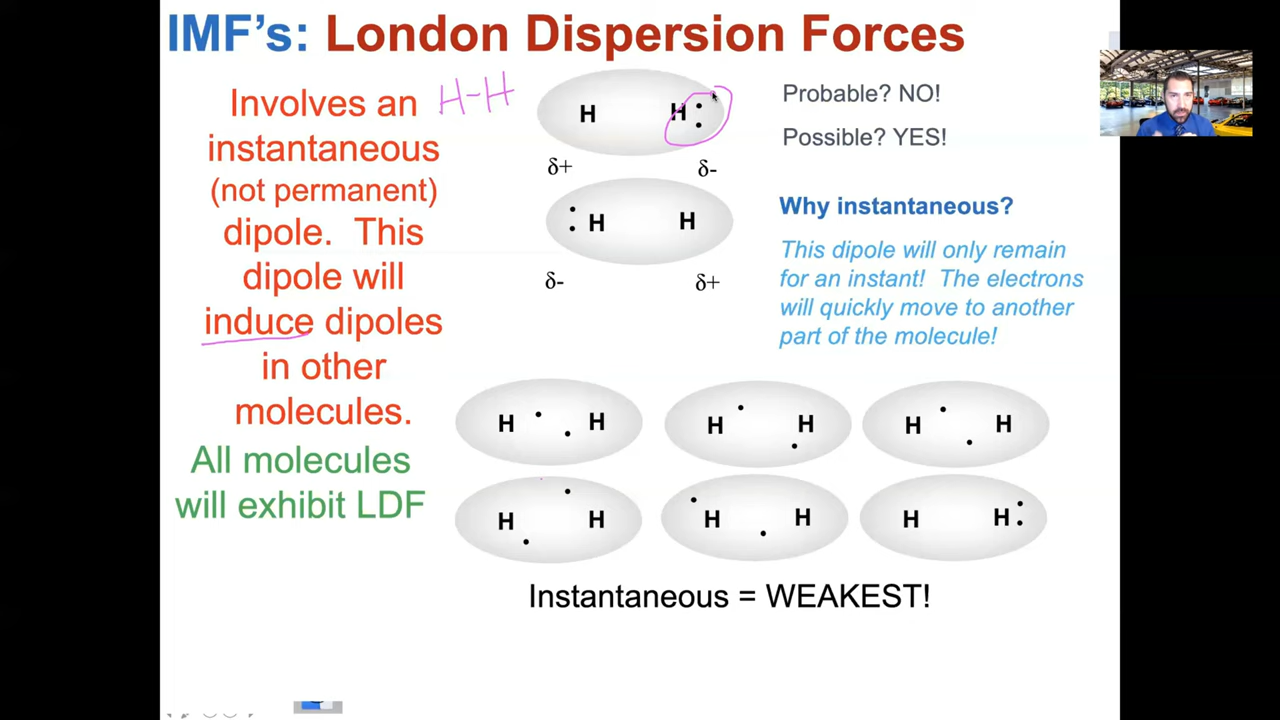 IMF's: London Dispersion Forces
Involves an
instantaneous
(not permanent)
dipole. This
dipole will
induce dipoles
in other
molecules.
All molecules
will exhibit LDF
H-H
H H :
δ+ δ-
: H H
δ- δ+
Probable? NO!
Possible? YES!
Why instantaneous?
This dipole will only remain
for an instant! The electrons
will quickly move to another
part of the molecule!
H · · H H · · H H · · H
H · · H · H · H H H :
Instantaneous = WEAKEST!